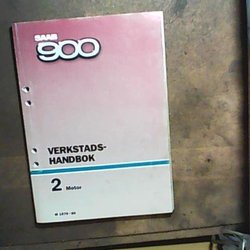 SAAB
900
VERKSTADS-
HANDBOK
2 Motor